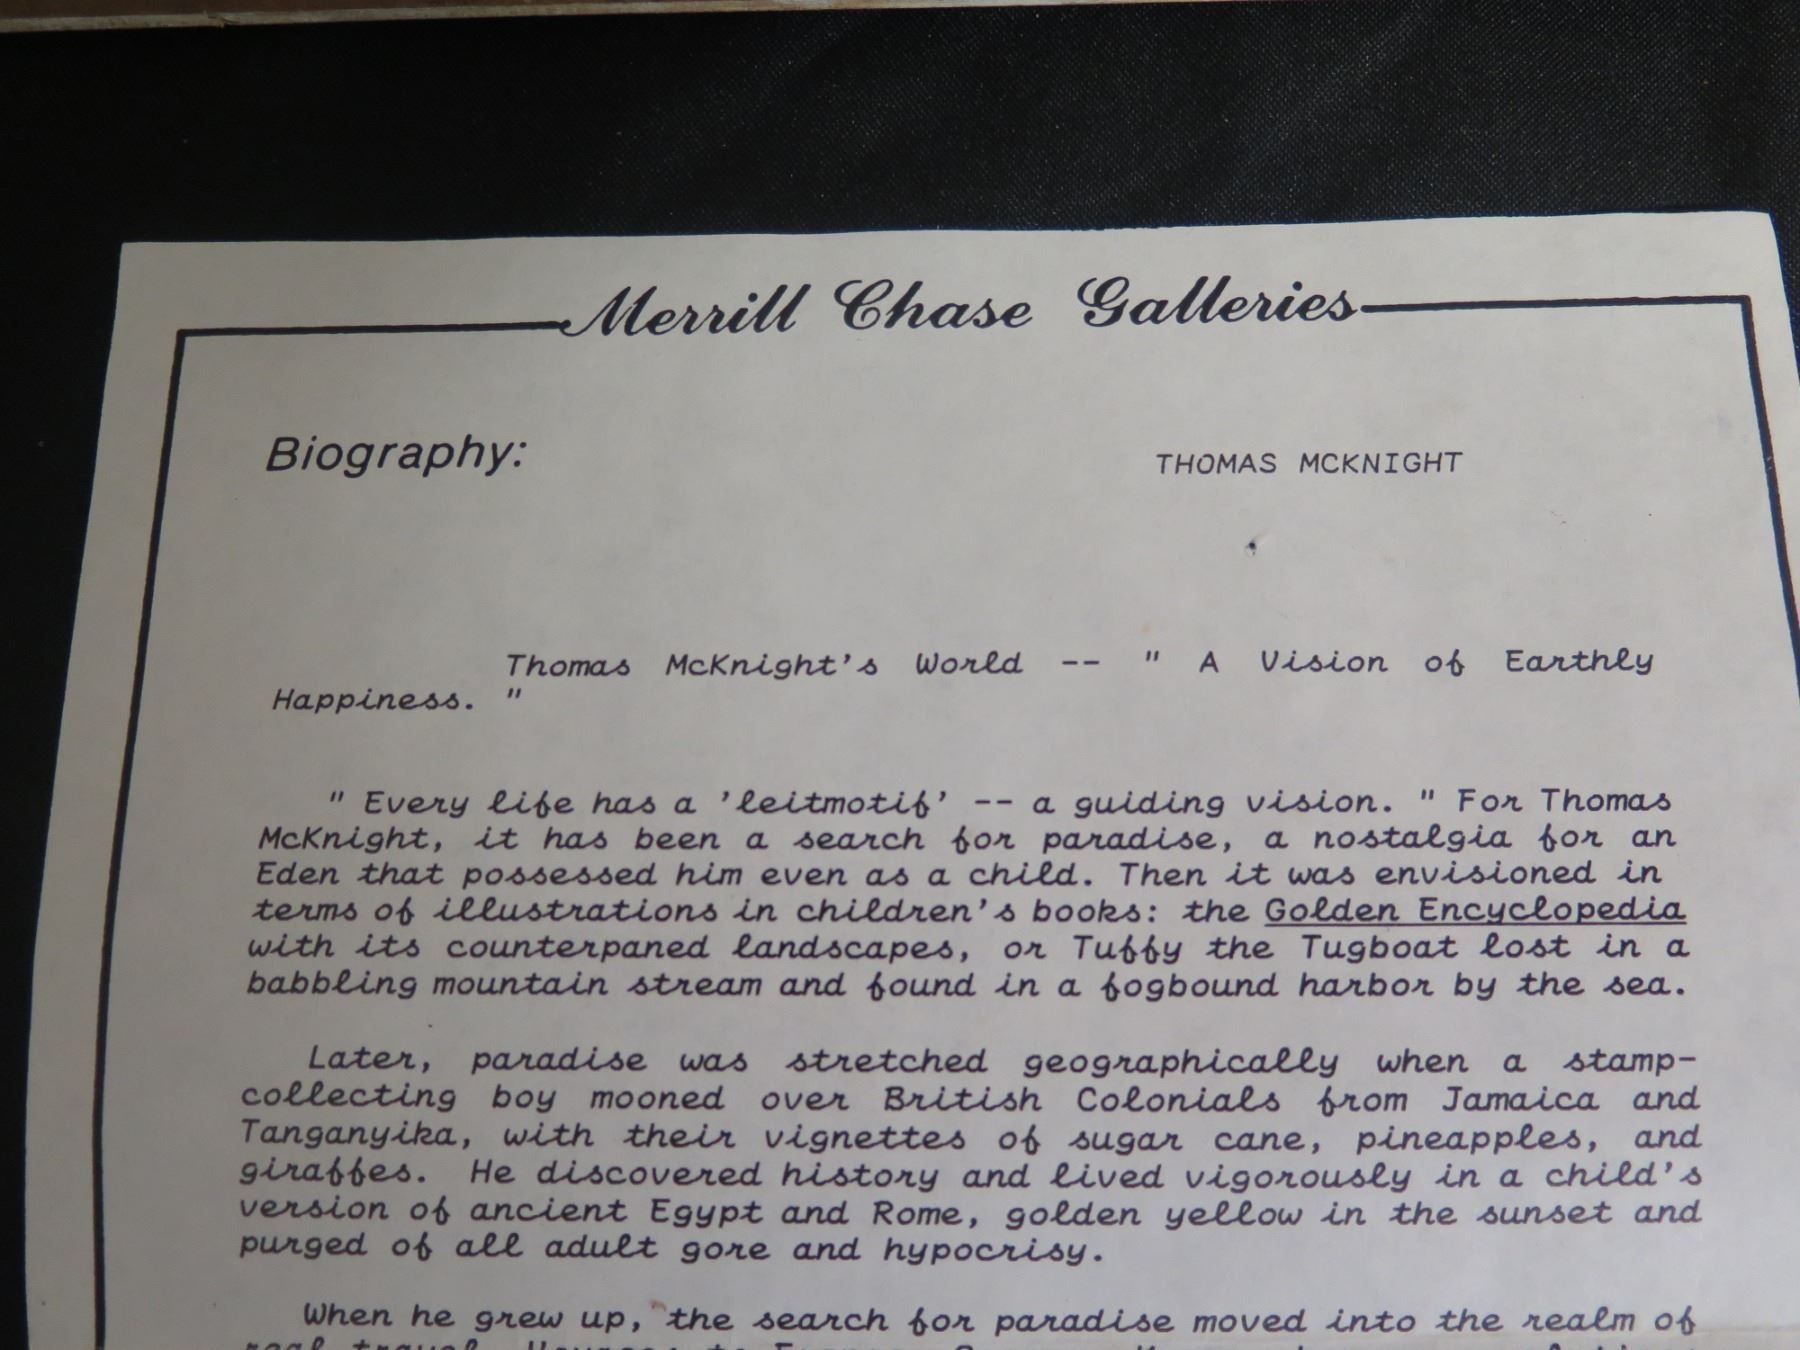 Merrill Chase Galleries
Biography:
THOMAS MCKNIGHT
Thomas McKnight's World -- " A Vision of Earthly
Happiness. "
" Every life has a 'leitmotif' -- a guiding vision. " For Thomas
McKnight, it has been a search for paradise, a nostalgia for an
Eden that possessed him even as a child. Then it was envisioned in
terms of illustrations in children's books: the Golden Encyclopedia
with its counterpaned landscapes, or Tuffy the Tugboat lost in a
babbling mountain stream and found in a fogbound harbor by the sea.
Later, paradise was stretched geographically when a stamp-
collecting boy mooned over British Colonials from Jamaica and
Tanganyika, with their vignettes of sugar cane, pineapples, and
giraffes. He discovered history and lived vigorously in a child's
version of ancient Egypt and Rome, golden yellow in the sunset and
purged of all adult gore and hypocrisy.
When he grew up, the search for paradise moved into the realm of